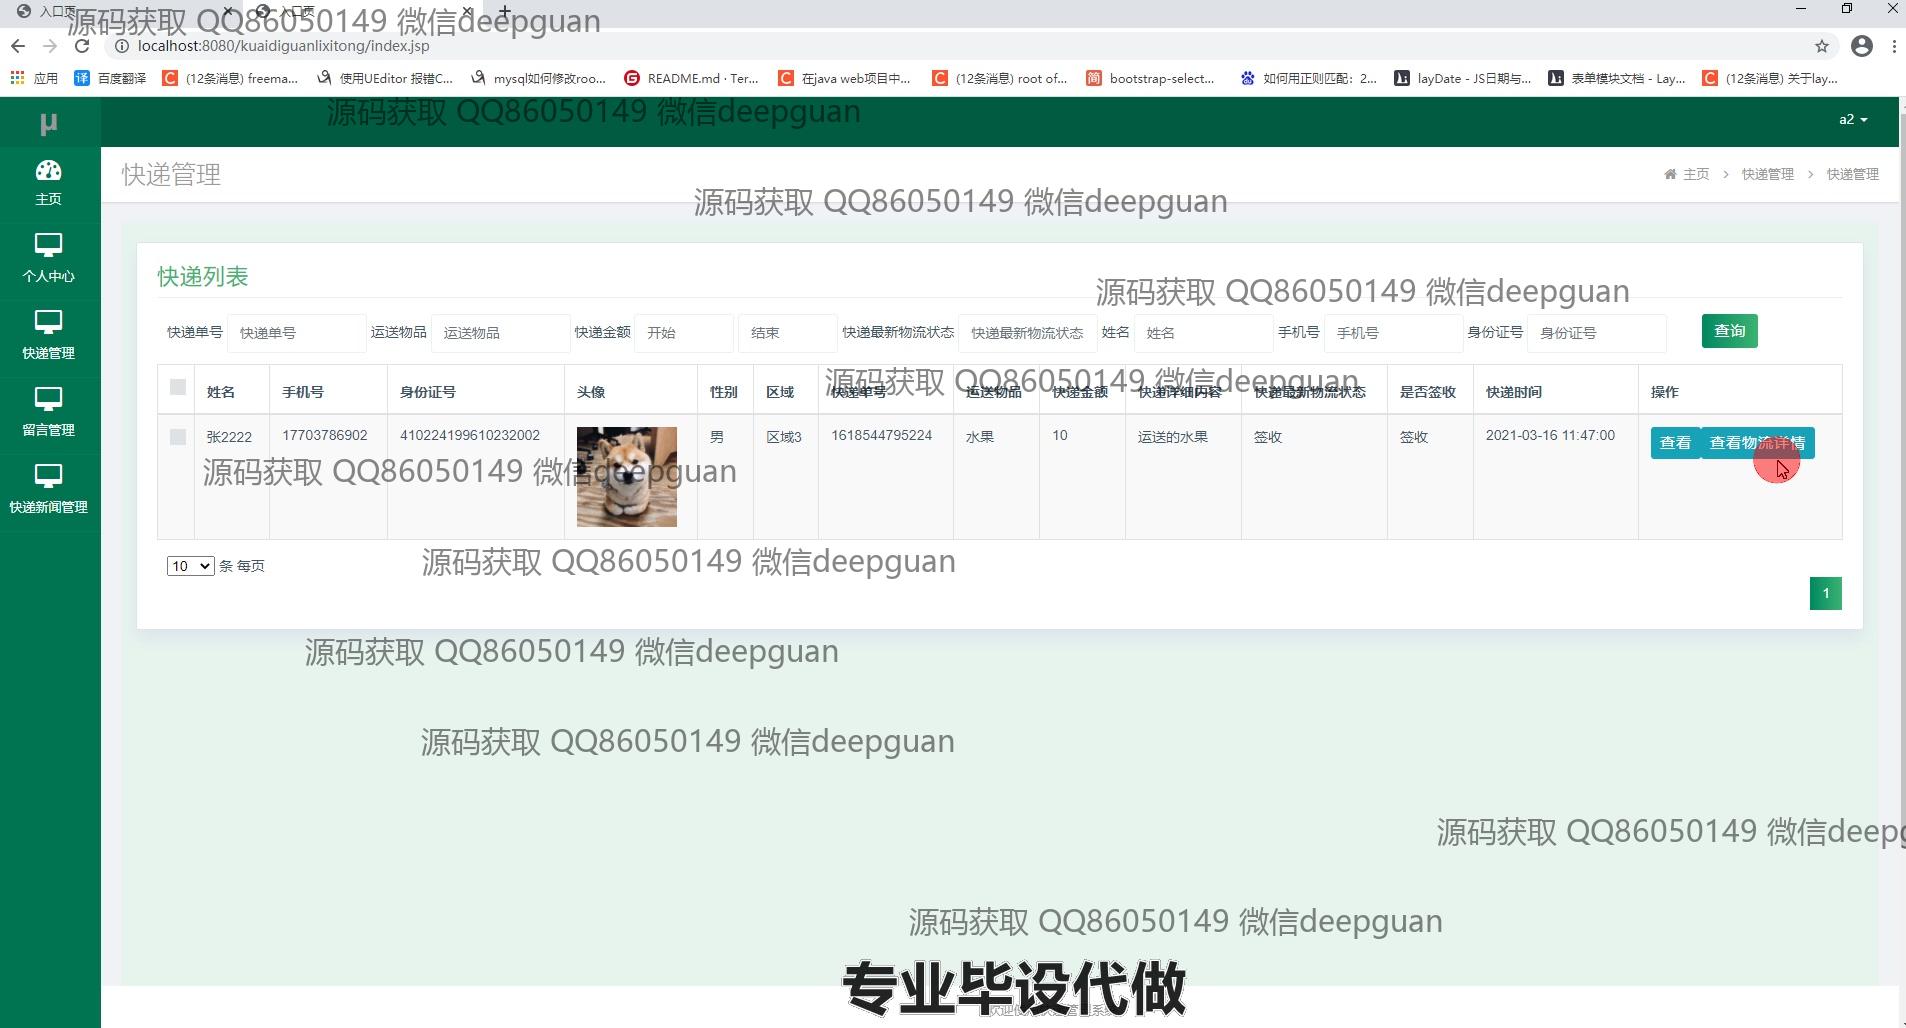 入口页
入口页
源码获取 QQ86050149 微信deepguan
localhost:8080/kuaidiguanlixitong/index.jsp
应用 百度翻译 (12条消息) freema... 使用UEditor 报错C... mysql如何修改roo... README.md · Ter... 在java web项目中... (12条消息) root of... bootstrap-select... 如何用正则匹配：2... layDate - JS日期与... 表单模块文档 - Lay... (12条消息) 关于lay...
源码获取 QQ86050149 微信deepguan
μ
a2
主页
个人中心
快递管理
留言管理
快递新闻管理
快递管理
主页 > 快递管理 > 快递管理
源码获取 QQ86050149 微信deepguan
快递列表
源码获取 QQ86050149 微信deepguan
快递单号 快递单号 运送物品 运送物品 快递金额 开始 结束 快递最新物流状态 快递最新物流状态 姓名 姓名 手机号 手机号 身份证号 身份证号 查询
源码获取 QQ86050149 微信deepguan
姓名 手机号 身份证号 头像 性别 区域 快递单号 运送物品 快递金额 快递详细内容 快递最新物流状态 是否签收 快递时间 操作
张2222 17703786902 410224199610232002 男 区域3 1618544795224 水果 10 运送的水果 签收 签收 2021-03-16 11:47:00 查看 查看物流详情
源码获取 QQ86050149 微信deepguan
10 条 每页
源码获取 QQ86050149 微信deepguan
1
源码获取 QQ86050149 微信deepguan
源码获取 QQ86050149 微信deepguan
源码获取 QQ86050149 微信deepg
源码获取 QQ86050149 微信deepguan
专业毕设代做